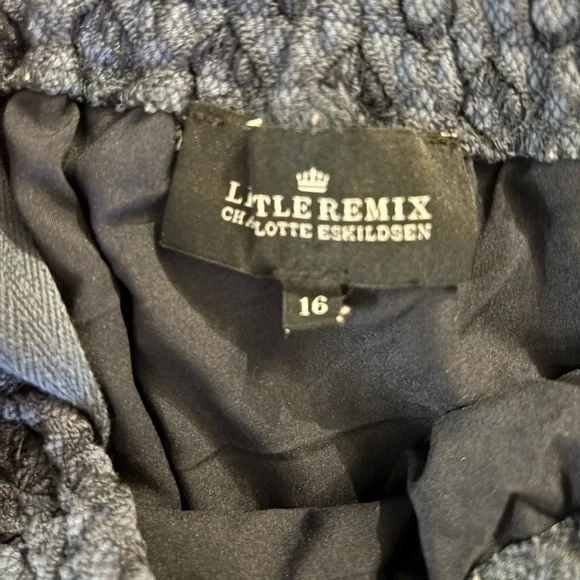 LITTLE REMIX
CHARLOTTE ESKILDSEN
16